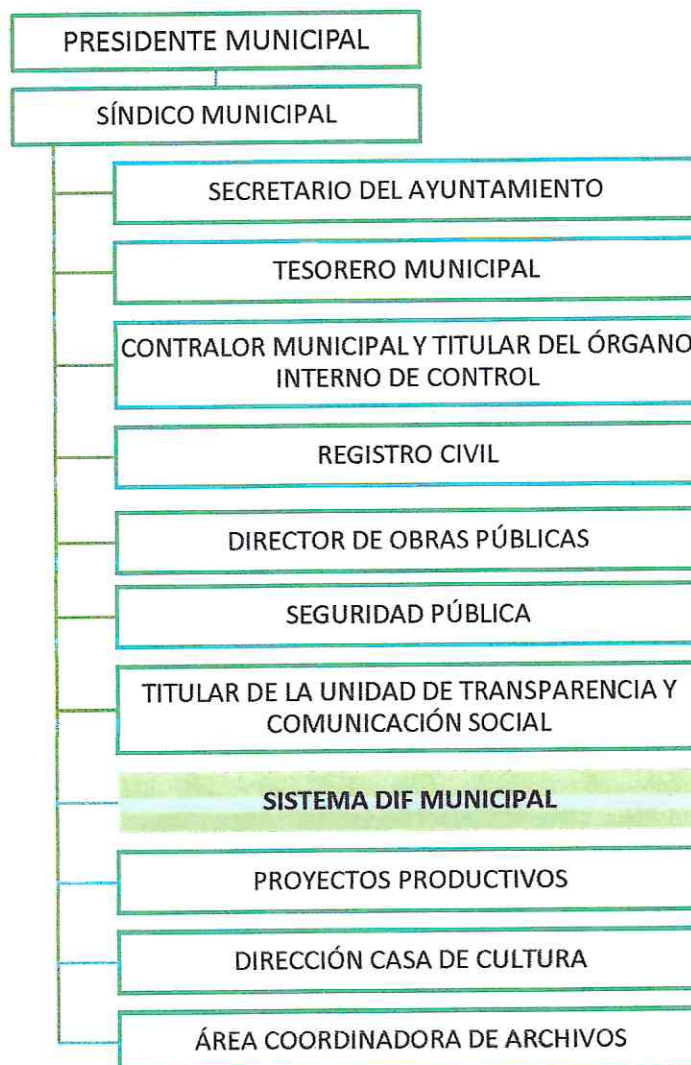 PRESIDENTE MUNICIPAL
SÍNDICO MUNICIPAL
SECRETARIO DEL AYUNTAMIENTO
TESORERO MUNICIPAL
CONTRALOR MUNICIPAL Y TITULAR DEL ÓRGANO
INTERNO DE CONTROL
REGISTRO CIVIL
DIRECTOR DE OBRAS PÚBLICAS
SEGURIDAD PÚBLICA
TITULAR DE LA UNIDAD DE TRANSPARENCIA Y
COMUNICACIÓN SOCIAL
SISTEMA DIF MUNICIPAL
PROYECTOS PRODUCTIVOS
DIRECCIÓN CASA DE CULTURA
ÁREA COORDINADORA DE ARCHIVOS